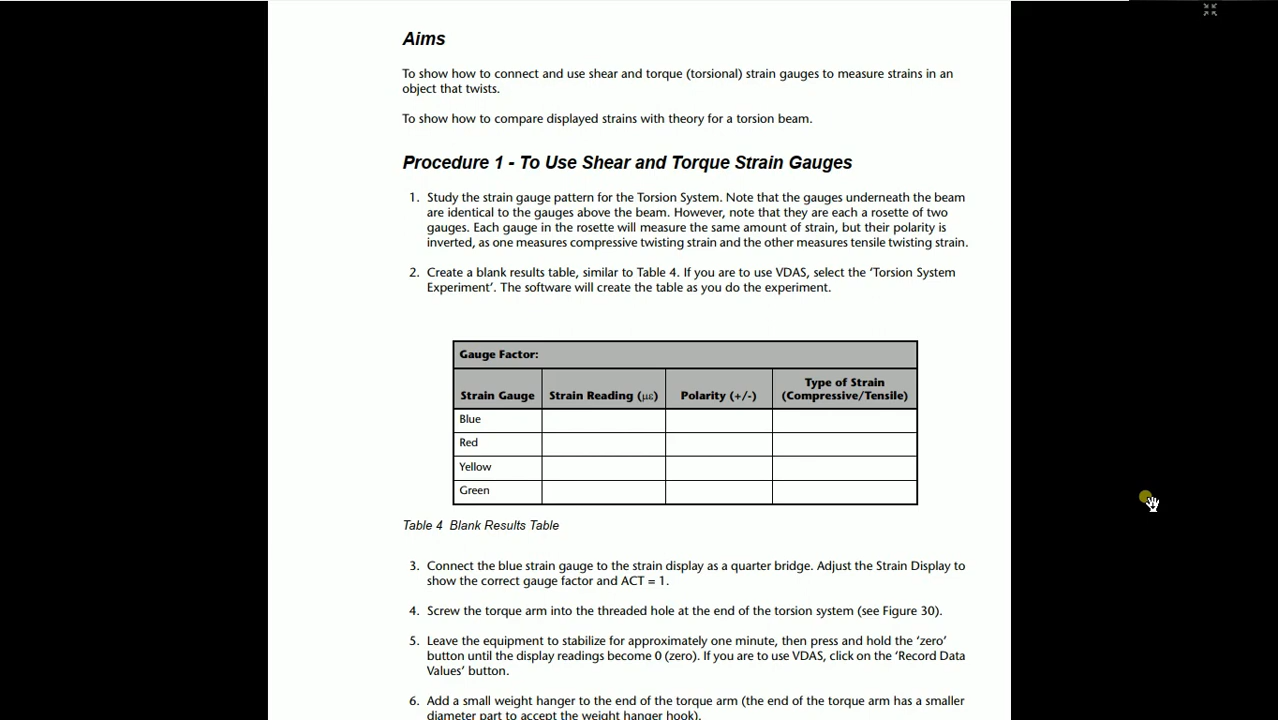 Aims
To show how to connect and use shear and torque (torsional) strain gauges to measure strains in an
object that twists.
To show how to compare displayed strains with theory for a torsion beam.
Procedure 1 - To Use Shear and Torque Strain Gauges
1. Study the strain gauge pattern for the Torsion System. Note that the gauges underneath the beam
are identical to the gauges above the beam. However, note that they are each a rosette of two
gauges. Each gauge in the rosette will measure the same amount of strain, but their polarity is
inverted, as one measures compressive twisting strain and the other measures tensile twisting strain.
2. Create a blank results table, similar to Table 4. If you are to use VDAS, select the ‘Torsion System
Experiment’. The software will create the table as you do the experiment.
Gauge Factor:
Strain Gauge Strain Reading (με) Polarity (+/-) Type of Strain
(Compressive/Tensile)
Blue
Red
Yellow
Green
Table 4 Blank Results Table
3. Connect the blue strain gauge to the strain display as a quarter bridge. Adjust the Strain Display to
show the correct gauge factor and ACT = 1.
4. Screw the torque arm into the threaded hole at the end of the torsion system (see Figure 30).
5. Leave the equipment to stabilize for approximately one minute, then press and hold the ‘zero’
button until the display readings become 0 (zero). If you are to use VDAS, click on the ‘Record Data
Values’ button.
6. Add a small weight hanger to the end of the torque arm (the end of the torque arm has a smaller
diameter part to accept the weight hanger hook).